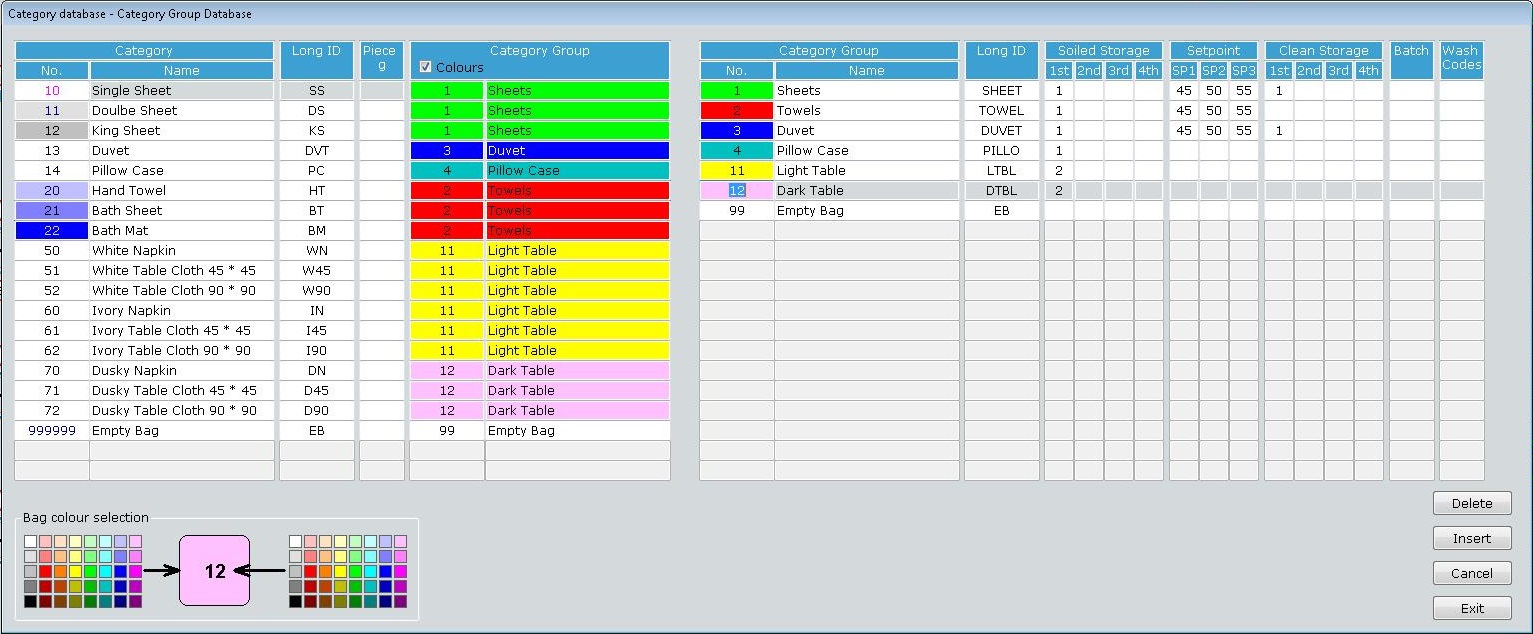 Category database - Category Group Database
Category Long ID Piece g Category Group
No. Name Colours
10 Single Sheet SS 1 Sheets
11 Doulbe Sheet DS 1 Sheets
12 King Sheet KS 1 Sheets
13 Duvet DVT 3 Duvet
14 Pillow Case PC 4 Pillow Case
20 Hand Towel HT 2 Towels
21 Bath Sheet BT 2 Towels
22 Bath Mat BM 2 Towels
50 White Napkin WN 11 Light Table
51 White Table Cloth 45 * 45 W45 11 Light Table
52 White Table Cloth 90 * 90 W90 11 Light Table
60 Ivory Napkin IN 11 Light Table
61 Ivory Table Cloth 45 * 45 I45 11 Light Table
62 Ivory Table Cloth 90 * 90 I90 11 Light Table
70 Dusky Napkin DN 12 Dark Table
71 Dusky Table Cloth 45 * 45 D45 12 Dark Table
72 Dusky Table Cloth 90 * 90 D90 12 Dark Table
999999 Empty Bag EB 99 Empty Bag
Category Group Long ID Soiled Storage Setpoint Clean Storage Batch Wash Codes
No. Name 1st 2nd 3rd 4th SP1 SP2 SP3 1st 2nd 3rd 4th
1 Sheets SHEET 1 45 50 55 1
2 Towels TOWEL 1 45 50 55
3 Duvet DUVET 1 45 50 55 1
4 Pillow Case PILLO 1
11 Light Table LTBL 2
12 Dark Table DTBL 2
99 Empty Bag EB
Bag colour selection
12
Delete
Insert
Cancel
Exit